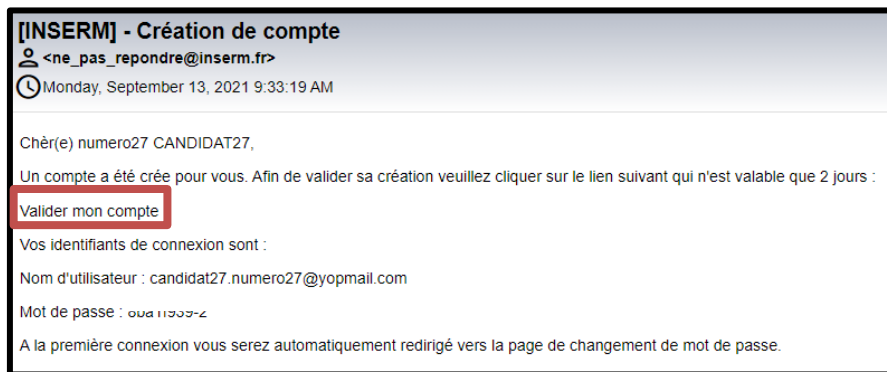 [INSERM] - Création de compte
<ne_pas_repondre@inserm.fr>
Monday, September 13, 2021 9:33:19 AM
Chèr(e) numero27 CANDIDAT27,
Un compte a été crée pour vous. Afin de valider sa création veuillez cliquer sur le lien suivant qui n'est valable que 2 jours :
Valider mon compte
Vos identifiants de connexion sont :
Nom d'utilisateur : candidat27.numero27@yopmail.com
Mot de passe :
A la première connexion vous serez automatiquement redirigé vers la page de changement de mot de passe.